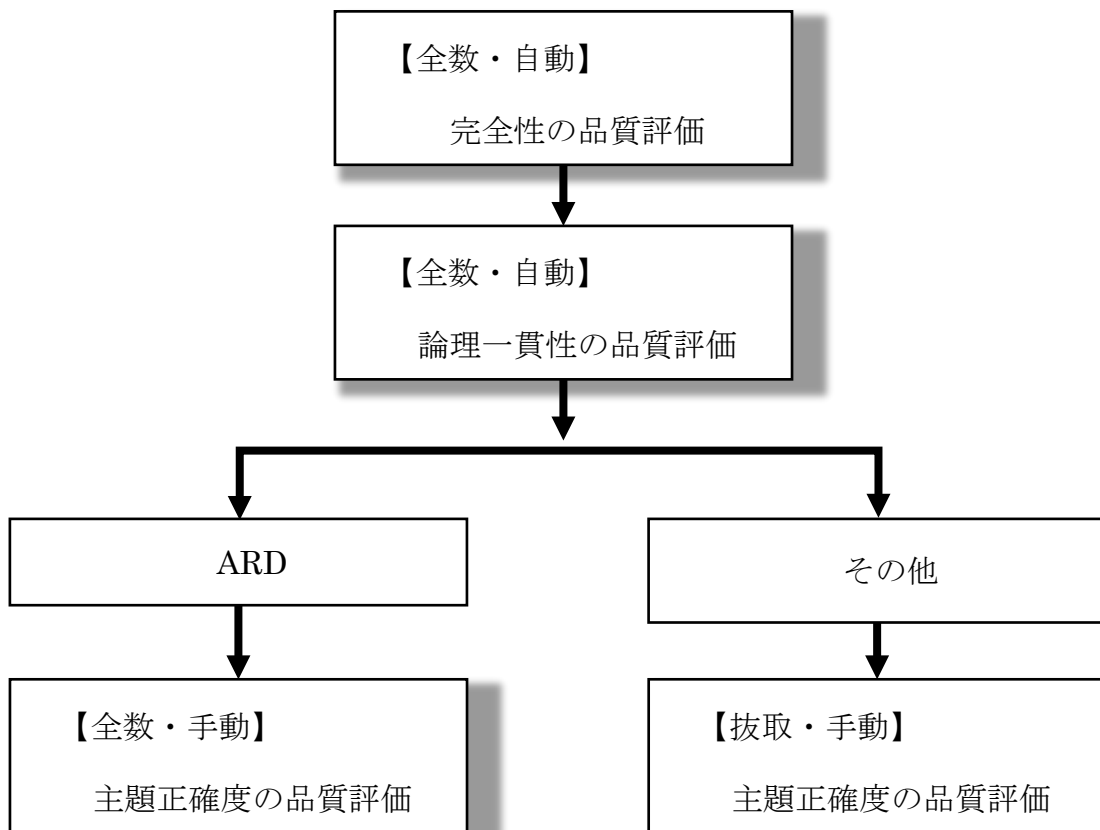 【全数・自動】
完全性の品質評価
【全数・自動】
論理一貫性の品質評価
ARD
その他
【全数・手動】
主題正確度の品質評価
【抜取・手動】
主題正確度の品質評価